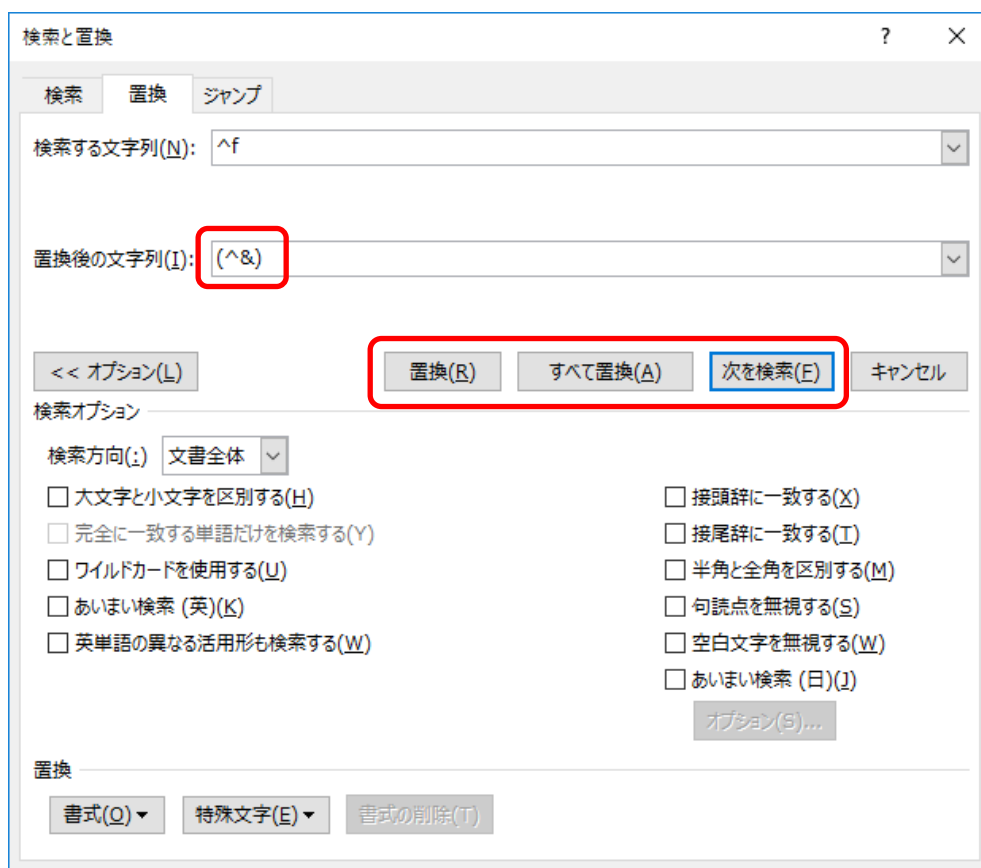 検索と置換 ?
検索 置換 ジャンプ
検索する文字列(N): ^f
置換後の文字列(I): (^&)
<< オプション(L) 置換(R) すべて置換(A) 次を検索(F) キャンセル
検索オプション
検索方向(:) 文書全体
大文字と小文字を区別する(H) 接頭辞に一致する(X)
完全に一致する単語だけを検索する(Y) 接尾辞に一致する(T)
ワイルドカードを使用する(U) 半角と全角を区別する(M)
あいまい検索 (英)(K) 句読点を無視する(S)
英単語の異なる活用形も検索する(W) 空白文字を無視する(W)
あいまい検索 (日)(J)
オプション(S)...
置換
書式(O) 特殊文字(E) 書式の削除(T)